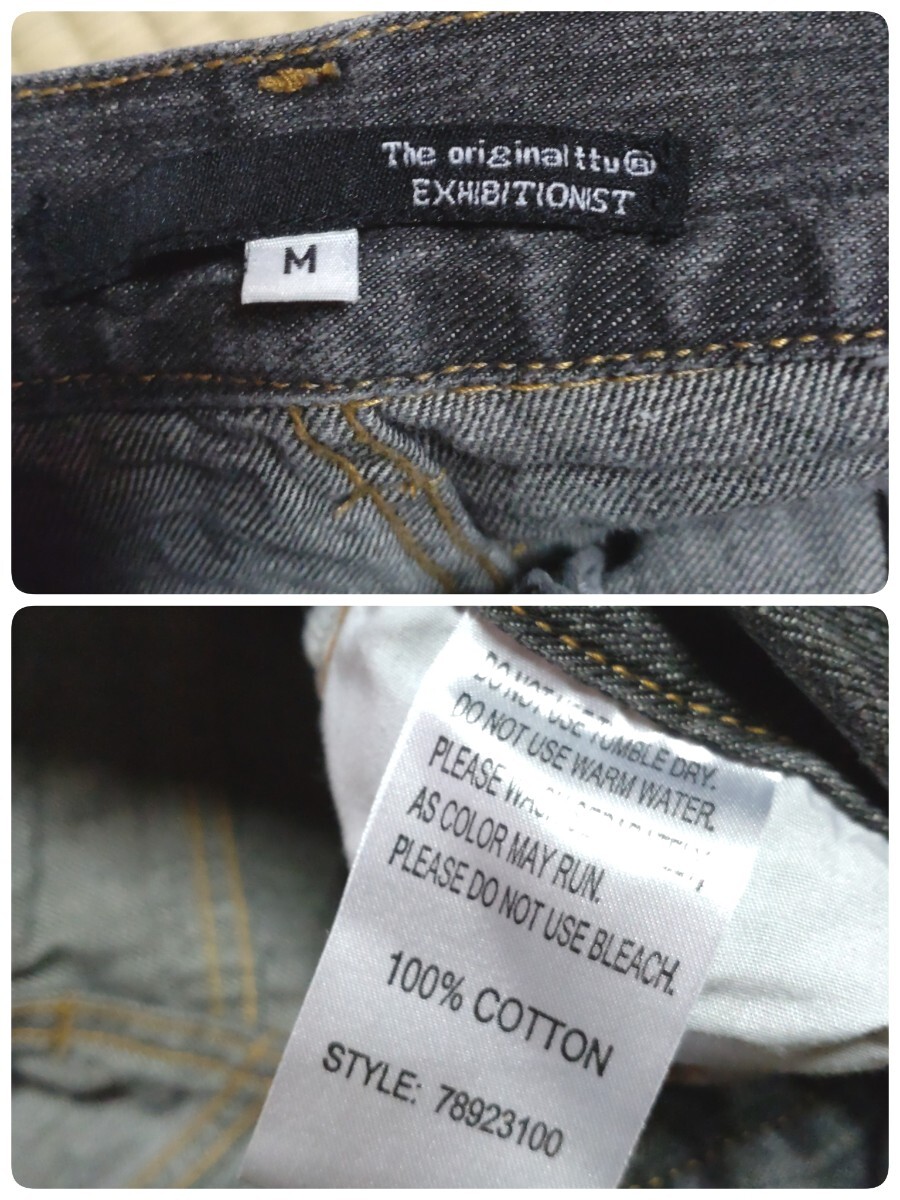 The originalttu®
EXHIBITIONIST
M
DO NOT USE TUMBLE DRY.
DO NOT USE WARM WATER.
PLEASE
AS COLOR MAY RUN.
PLEASE DO NOT USE BLEACH.
100% COTTON
STYLE: 78923100